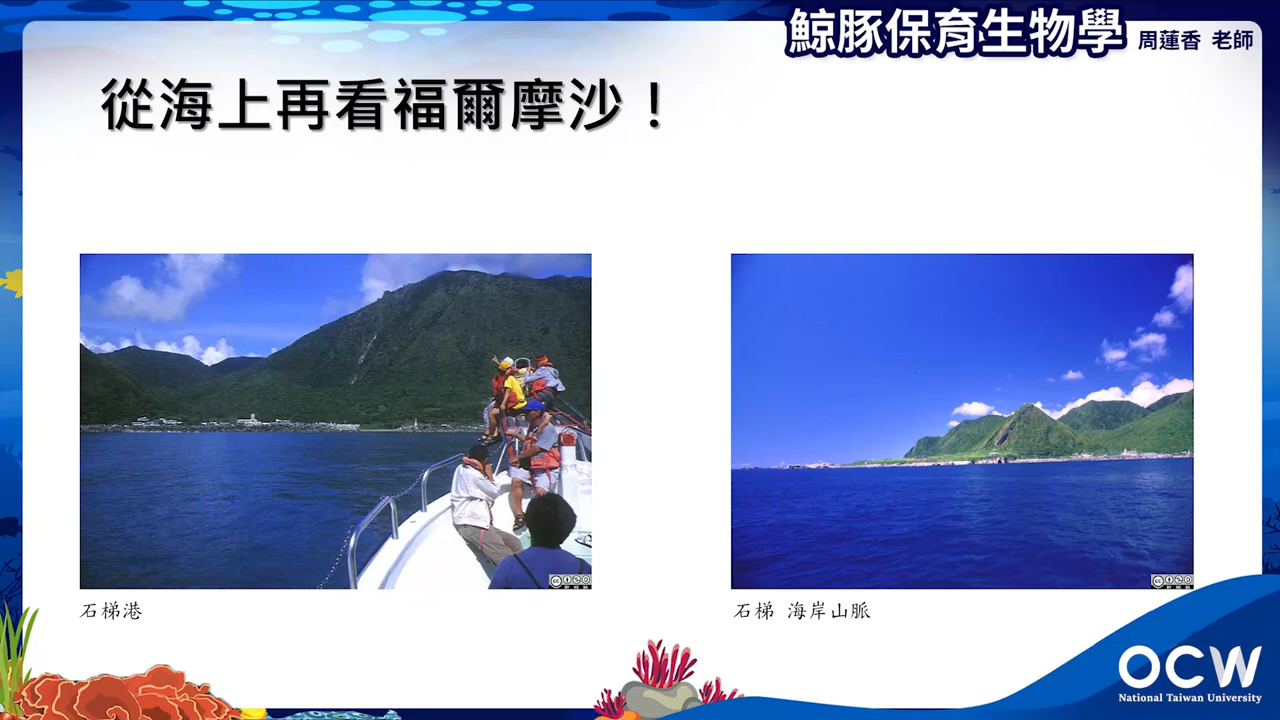 鯨豚保育生物學 周蓮香 老師
從海上再看福爾摩沙！
石梯港
石梯 海岸山脈
OCW
National Taiwan University